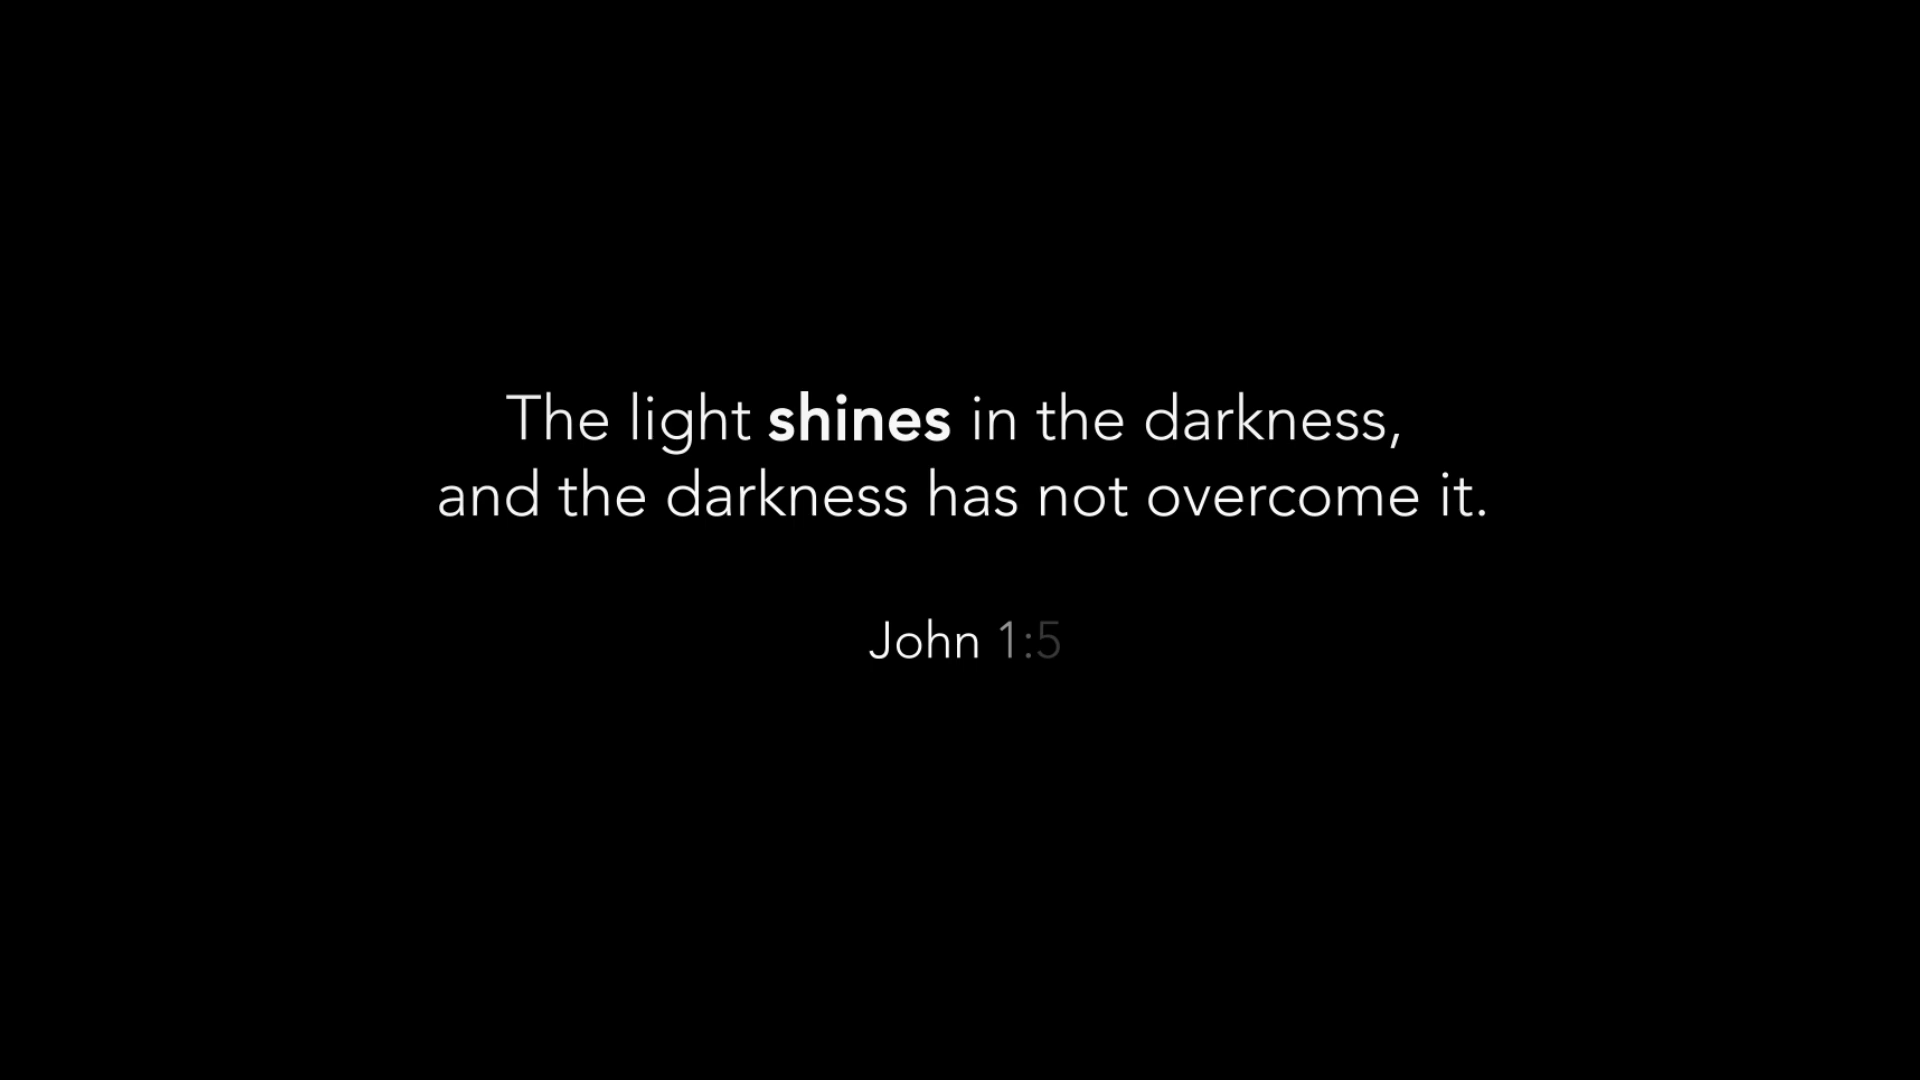 The light shines in the darkness,
and the darkness has not overcome it.
John 1:5